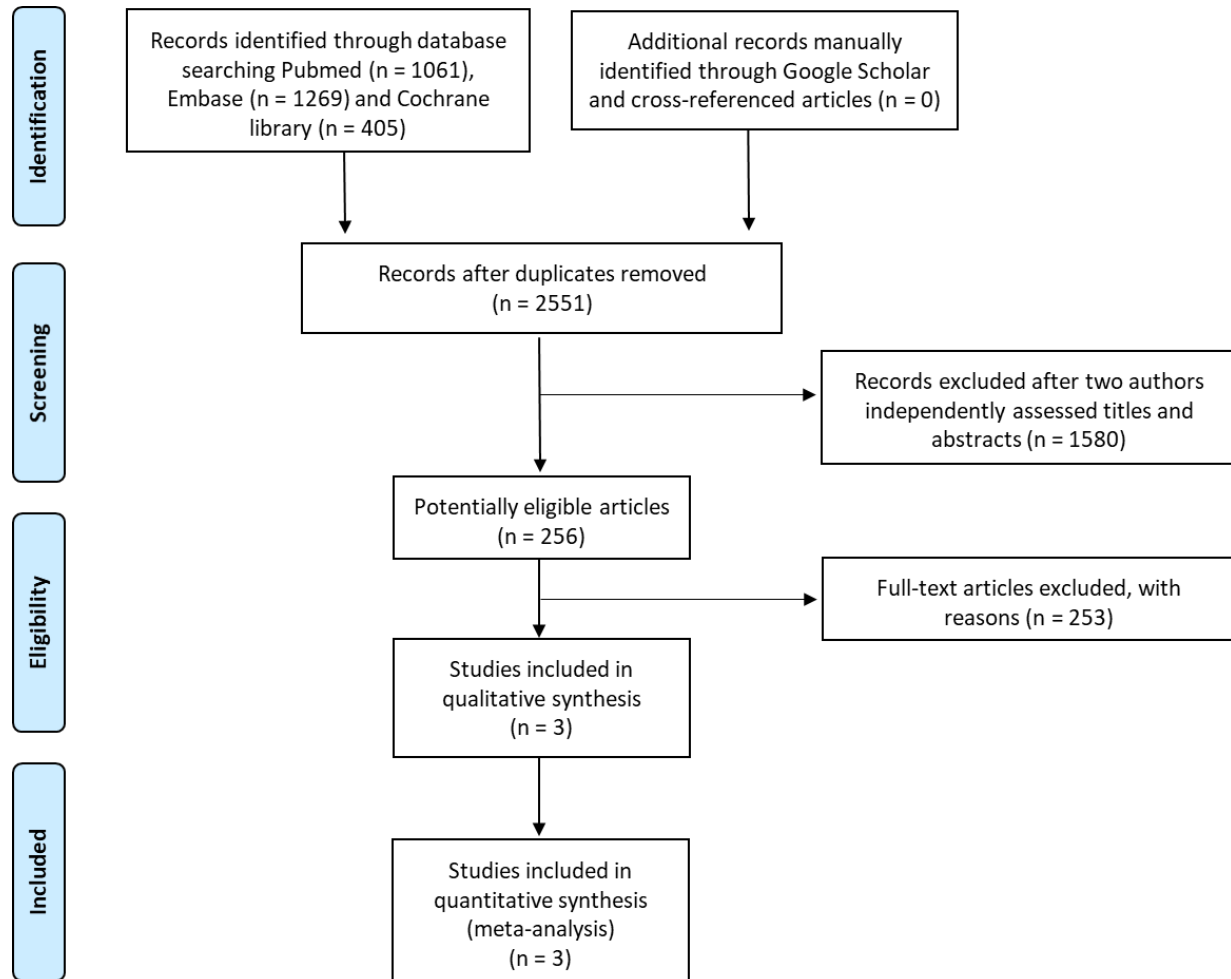 Identification
Records identified through database
searching Pubmed (n = 1061),
Embase (n = 1269) and Cochrane
library (n = 405)
Additional records manually
identified through Google Scholar
and cross-referenced articles (n = 0)
Records after duplicates removed
(n = 2551)
Screening
Records excluded after two authors
independently assessed titles and
abstracts (n = 1580)
Potentially eligible articles
(n = 256)
Eligibility
Full-text articles excluded, with
reasons (n = 253)
Studies included in
qualitative synthesis
(n = 3)
Included
Studies included in
quantitative synthesis
(meta-analysis)
(n = 3)